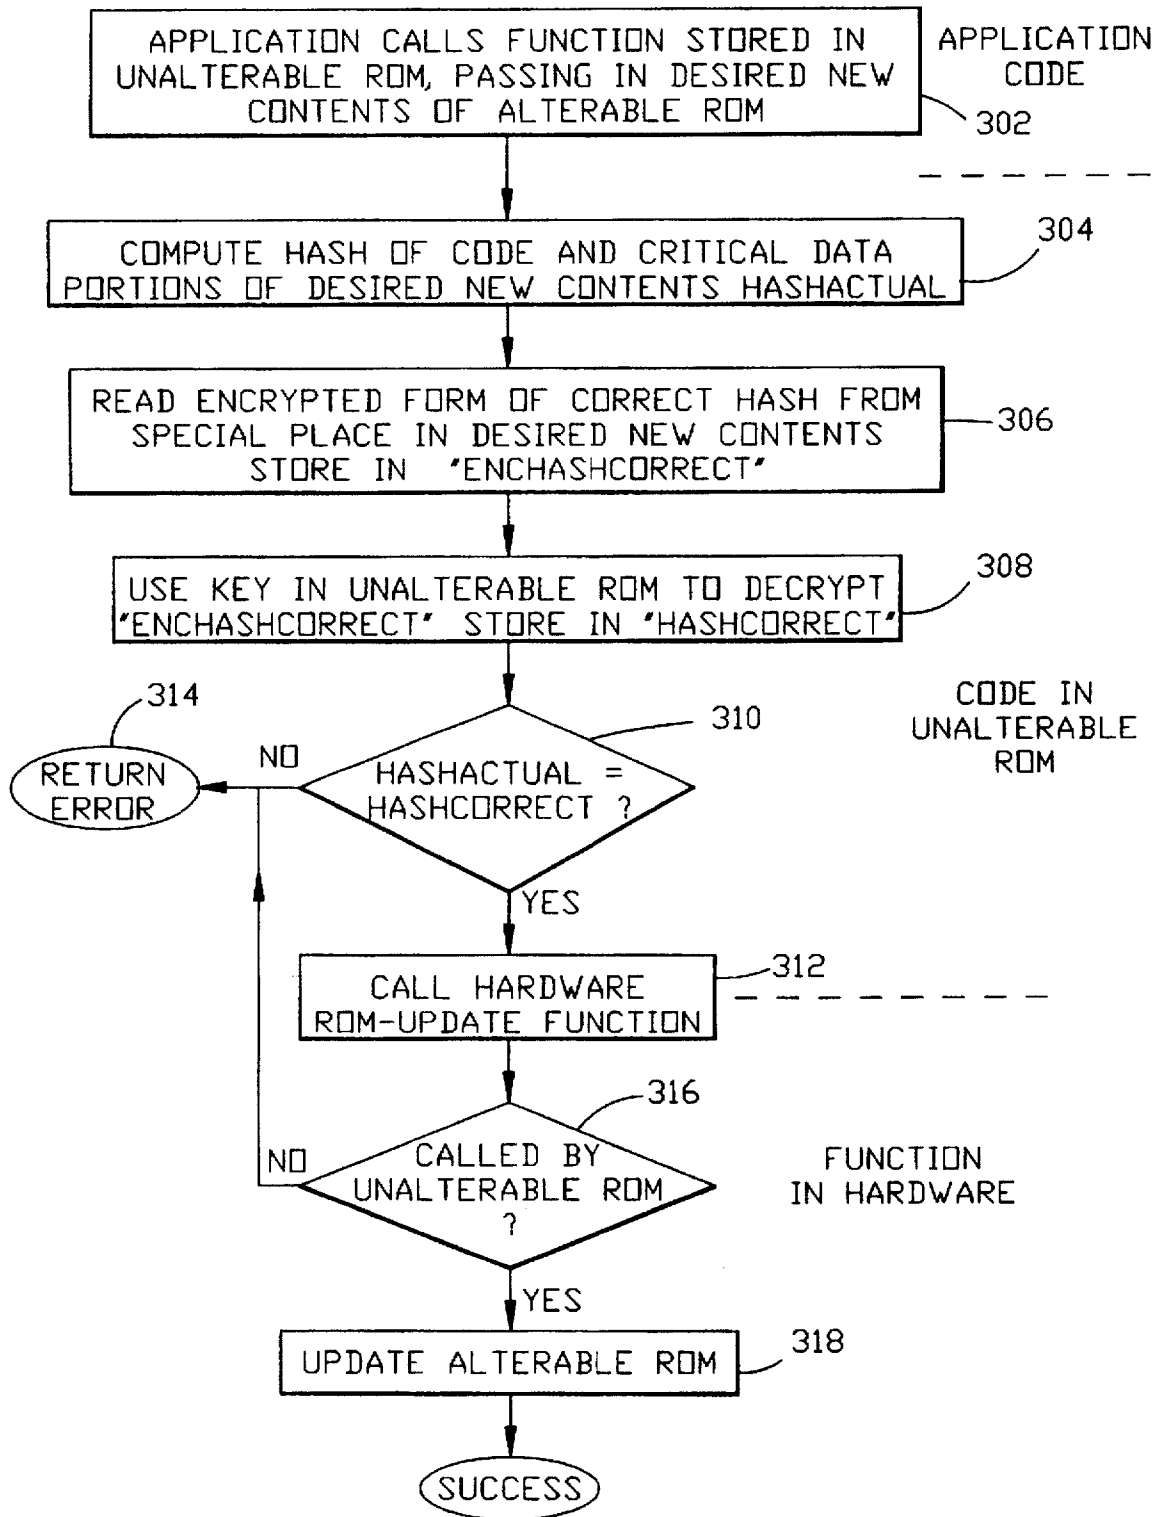 APPLICATION CALLS FUNCTION STORED IN
UNALTERABLE ROM, PASSING IN DESIRED NEW
CONTENTS OF ALTERABLE ROM
302
APPLICATION
CODE
COMPUTE HASH OF CODE AND CRITICAL DATA
PORTIONS OF DESIRED NEW CONTENTS HASHACTUAL
304
READ ENCRYPTED FORM OF CORRECT HASH FROM
SPECIAL PLACE IN DESIRED NEW CONTENTS
STORE IN "ENCHASHCORRECT"
306
USE KEY IN UNALTERABLE ROM TO DECRYPT
"ENCHASHCORRECT" STORE IN "HASHCORRECT"
308
CODE IN
UNALTERABLE
ROM
310
HASHACTUAL =
HASHCORRECT ?
NO
314
RETURN
ERROR
YES
CALL HARDWARE
ROM-UPDATE FUNCTION
312
316
CALLED BY
UNALTERABLE ROM
?
NO
FUNCTION
IN HARDWARE
YES
UPDATE ALTERABLE ROM
318
SUCCESS